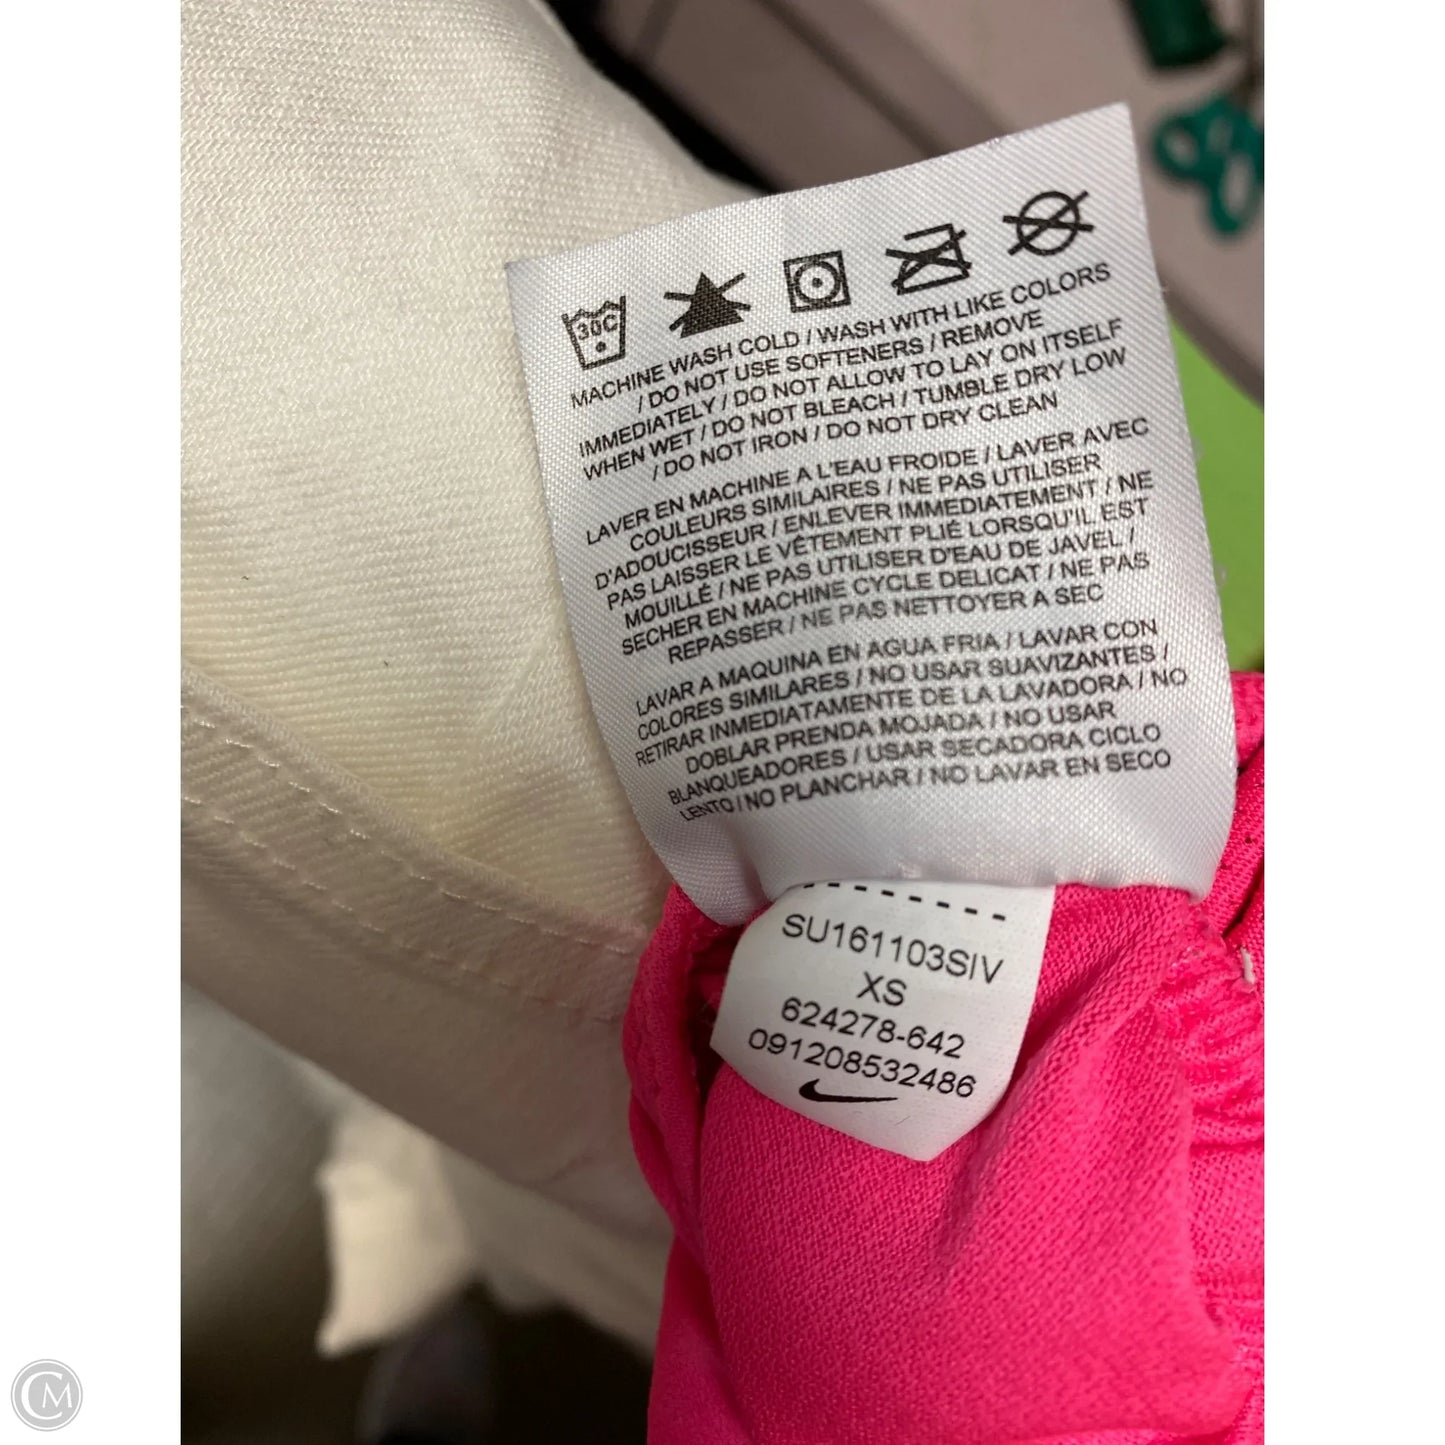 30C
MACHINE WASH COLD / WASH WITH LIKE COLORS
/ DO NOT USE SOFTENERS / REMOVE
IMMEDIATELY / DO NOT ALLOW TO LAY ON ITSELF
WHEN WET / DO NOT BLEACH / TUMBLE DRY LOW
/ DO NOT IRON / DO NOT DRY CLEAN
LAVER EN MACHINE A L'EAU FROIDE / LAVER AVEC
COULEURS SIMILAIRES / NE PAS UTILISER
D'ADOUCISSEUR / ENLEVER IMMEDIATEMENT / NE
PAS LAISSER LE VÊTEMENT PLIÉ LORSQU'IL EST
MOUILLÉ / NE PAS UTILISER D'EAU DE JAVEL /
SECHER EN MACHINE CYCLE DELICAT / NE PAS
REPASSER / NE PAS NETTOYER A SEC
LAVAR A MAQUINA EN AGUA FRIA / LAVAR CON
COLORES SIMILARES / NO USAR SUAVIZANTES /
RETIRAR INMEDIATAMENTE DE LA LAVADORA / NO
DOBLAR PRENDA MOJADA / NO USAR
BLANQUEADORES / USAR SECADORA CICLO
LENTO / NO PLANCHAR / NO LAVAR EN SECO
SU161103SIV
XS
624278-642
091208532486
CM